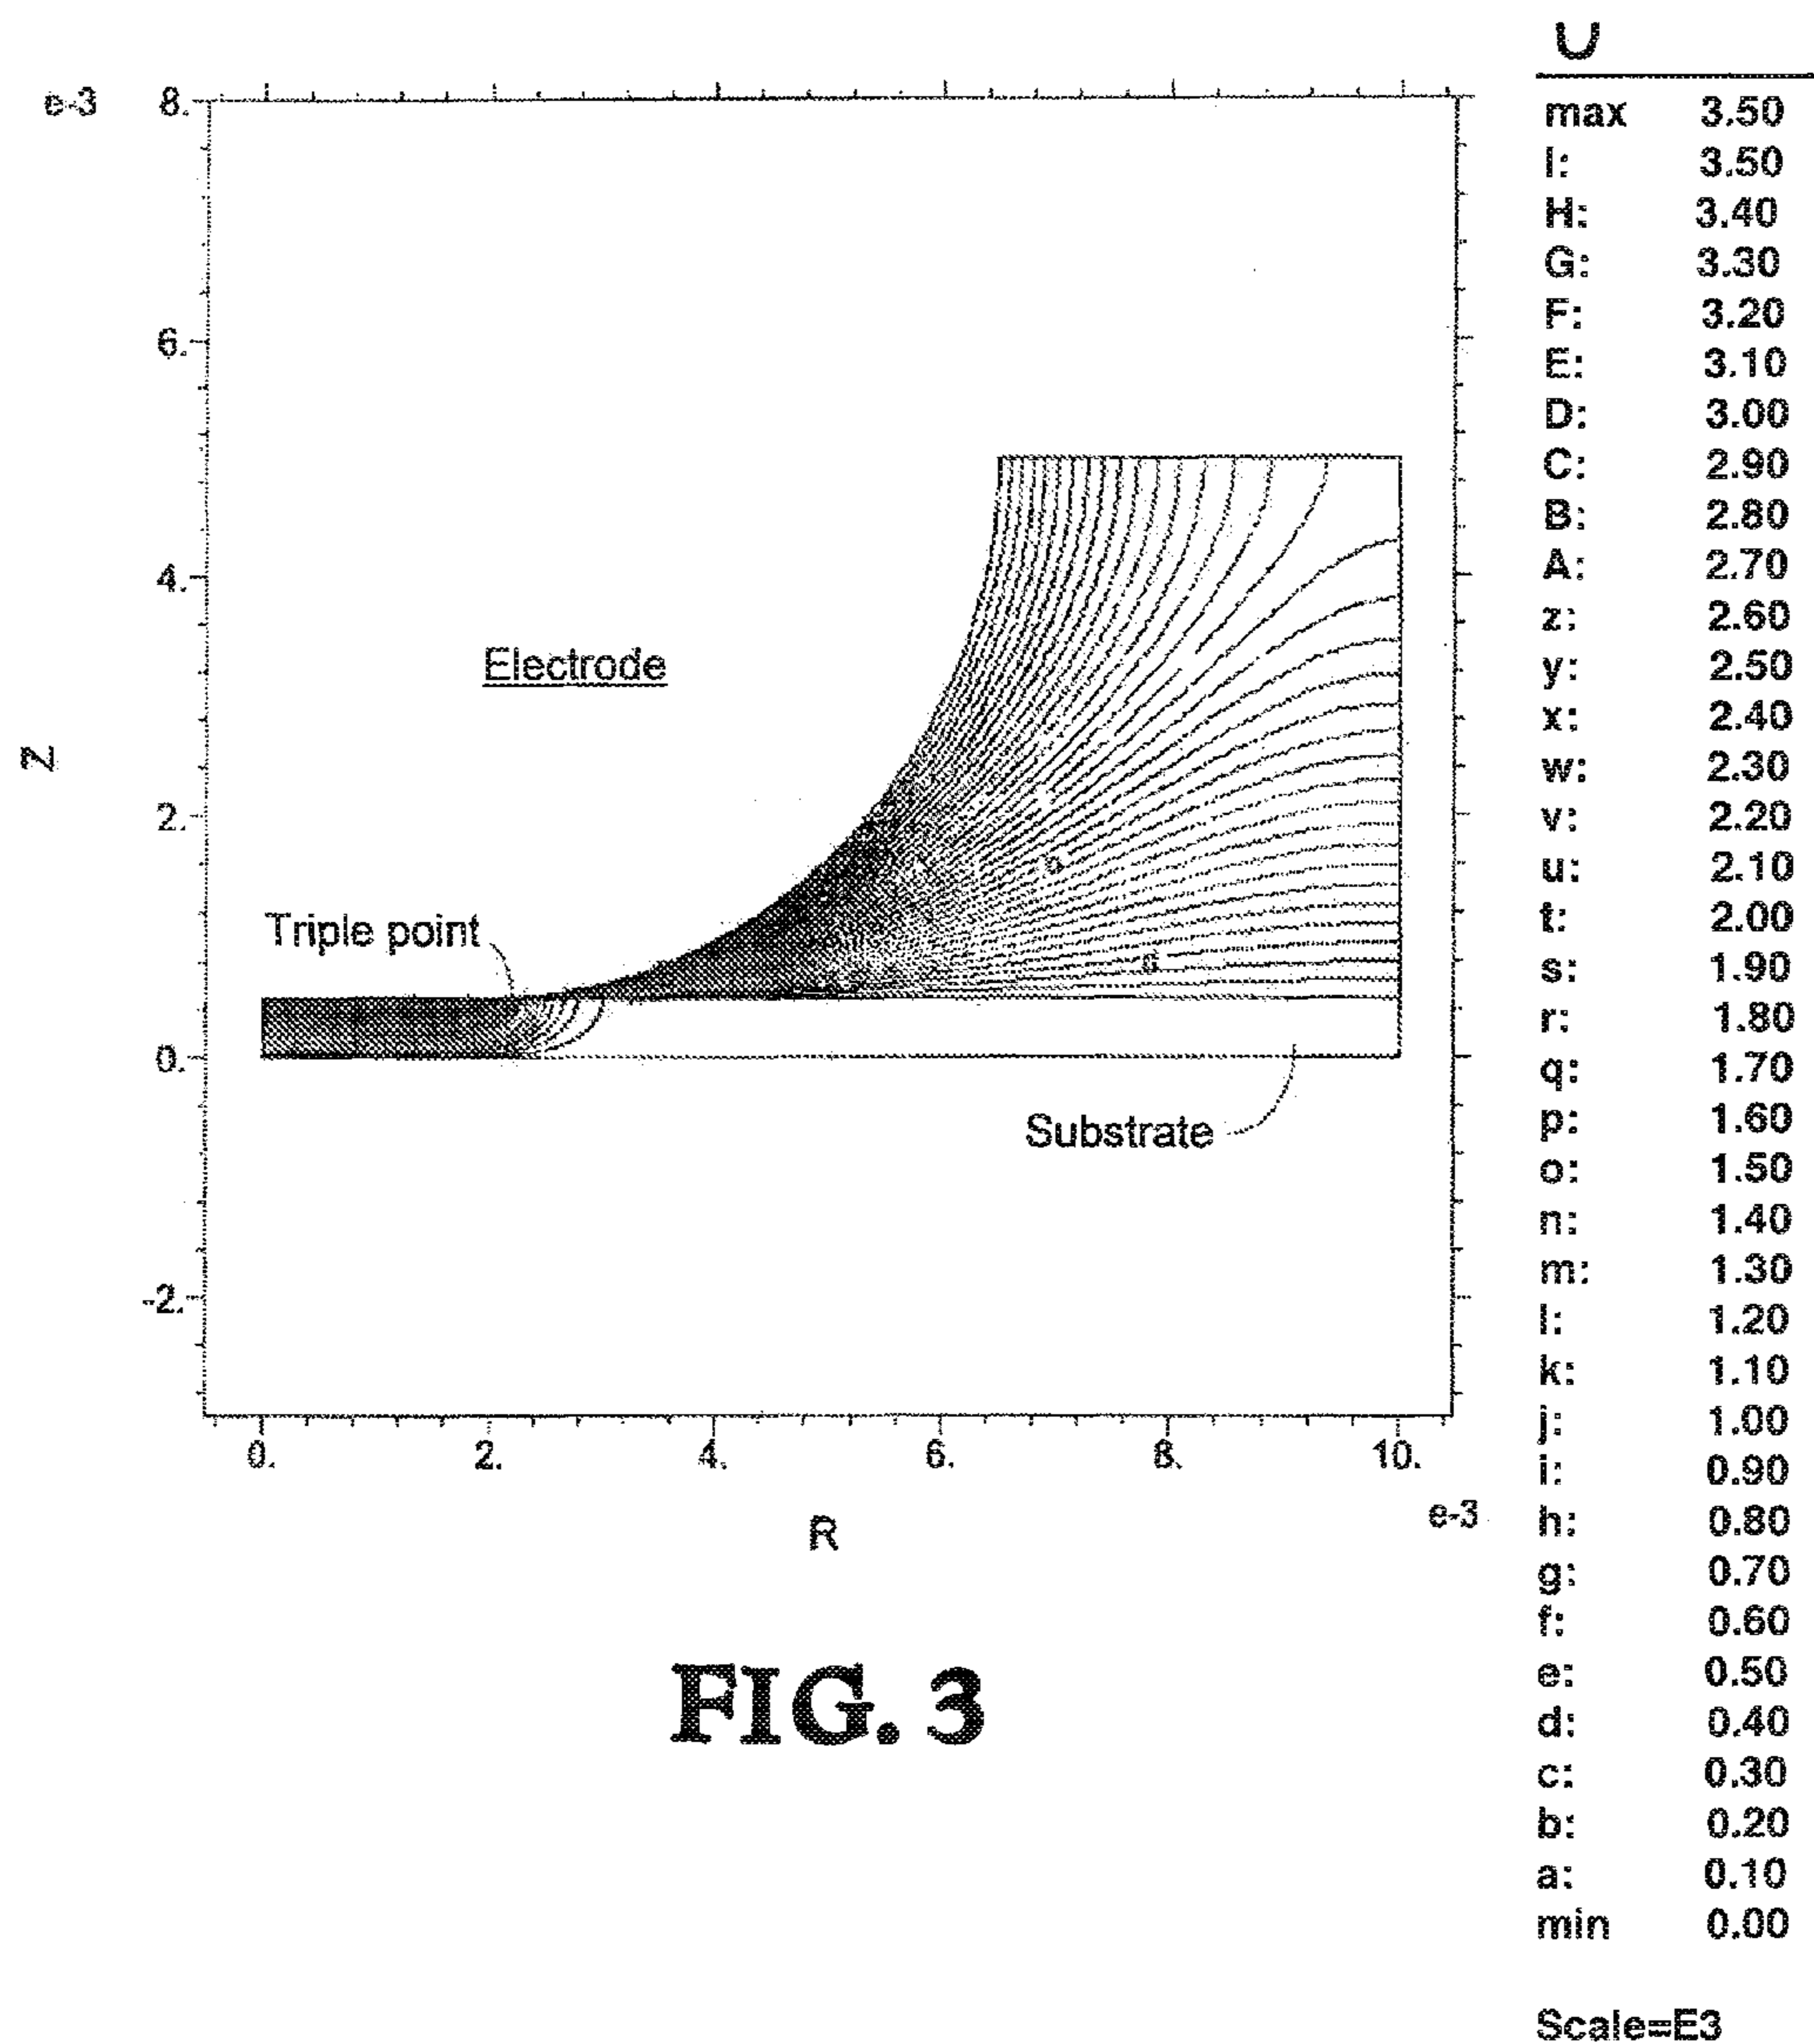 U
e-3
8.
6.
4.
2.
0.
-2.
Z
Electrode
Triple point
Substrate
0. 2. 4. 6. 8. 10.
R
e-3
max 3.50
I: 3.50
H: 3.40
G: 3.30
F: 3.20
E: 3.10
D: 3.00
C: 2.90
B: 2.80
A: 2.70
z: 2.60
y: 2.50
x: 2.40
w: 2.30
v: 2.20
u: 2.10
t: 2.00
s: 1.90
r: 1.80
q: 1.70
p: 1.60
o: 1.50
n: 1.40
m: 1.30
l: 1.20
k: 1.10
j: 1.00
i: 0.90
h: 0.80
g: 0.70
f: 0.60
e: 0.50
d: 0.40
c: 0.30
b: 0.20
a: 0.10
min 0.00
Scale=E3
FIG. 3